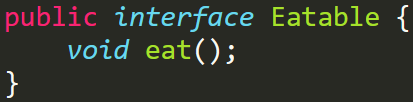 public interface Eatable {
    void eat();
}